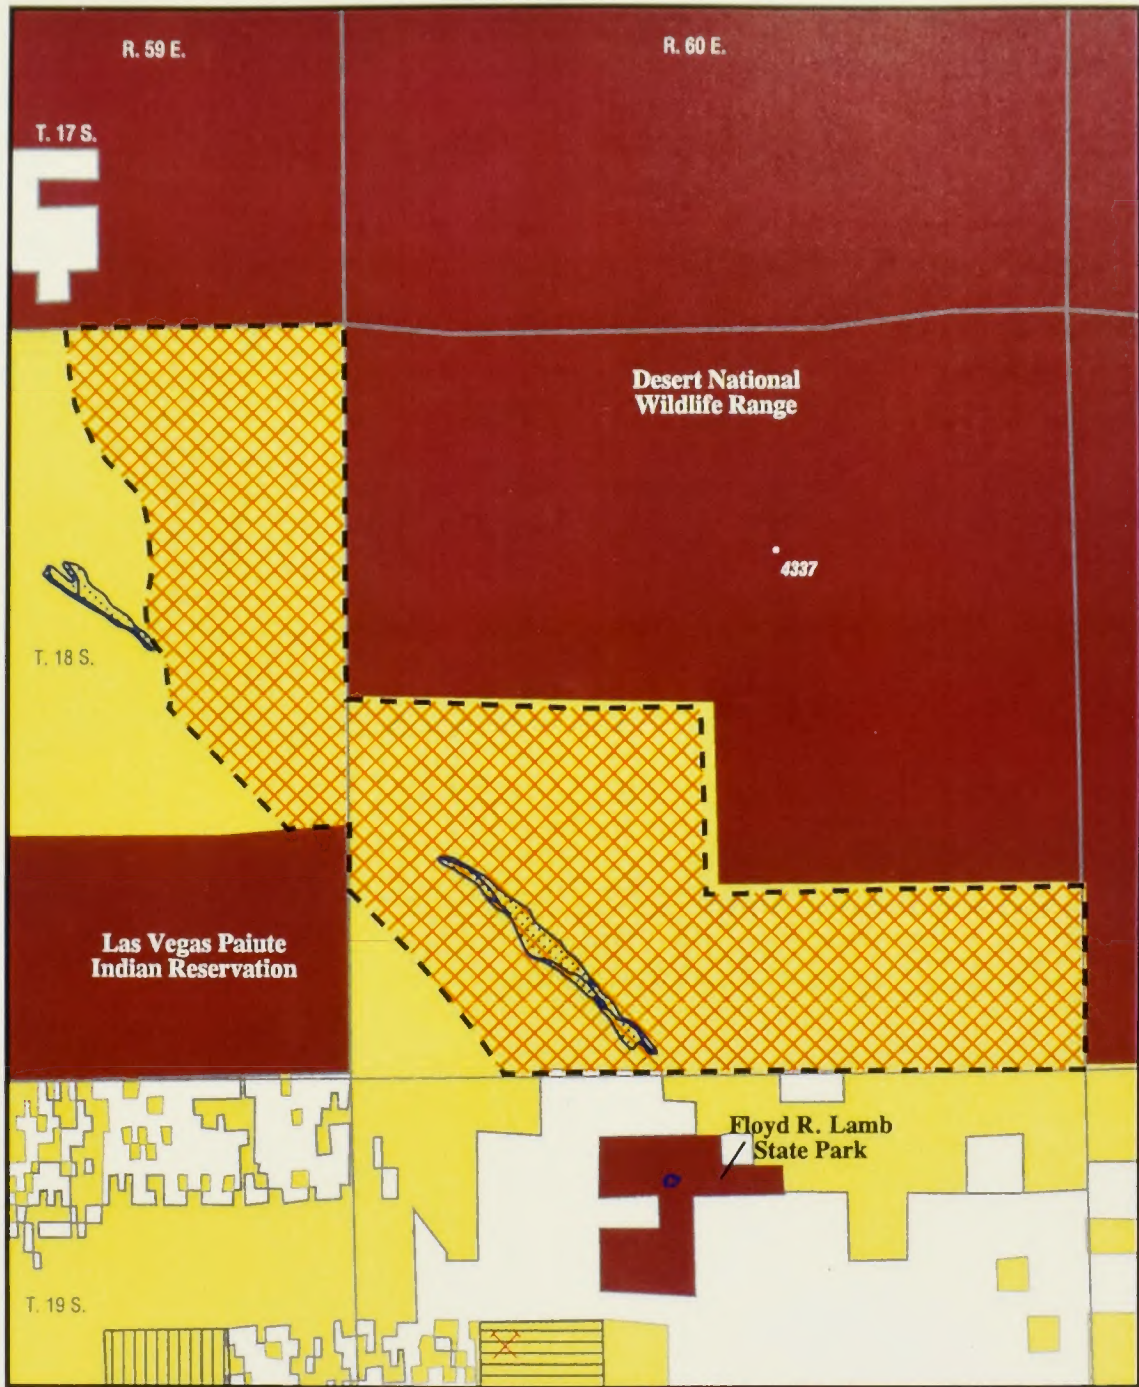 R. 59 E.
R. 60 E.
T. 17 S.
Desert National
Wildlife Range
4337
T. 18 S.
Las Vegas Paiute
Indian Reservation
Floyd R. Lamb
State Park
T. 19 S.